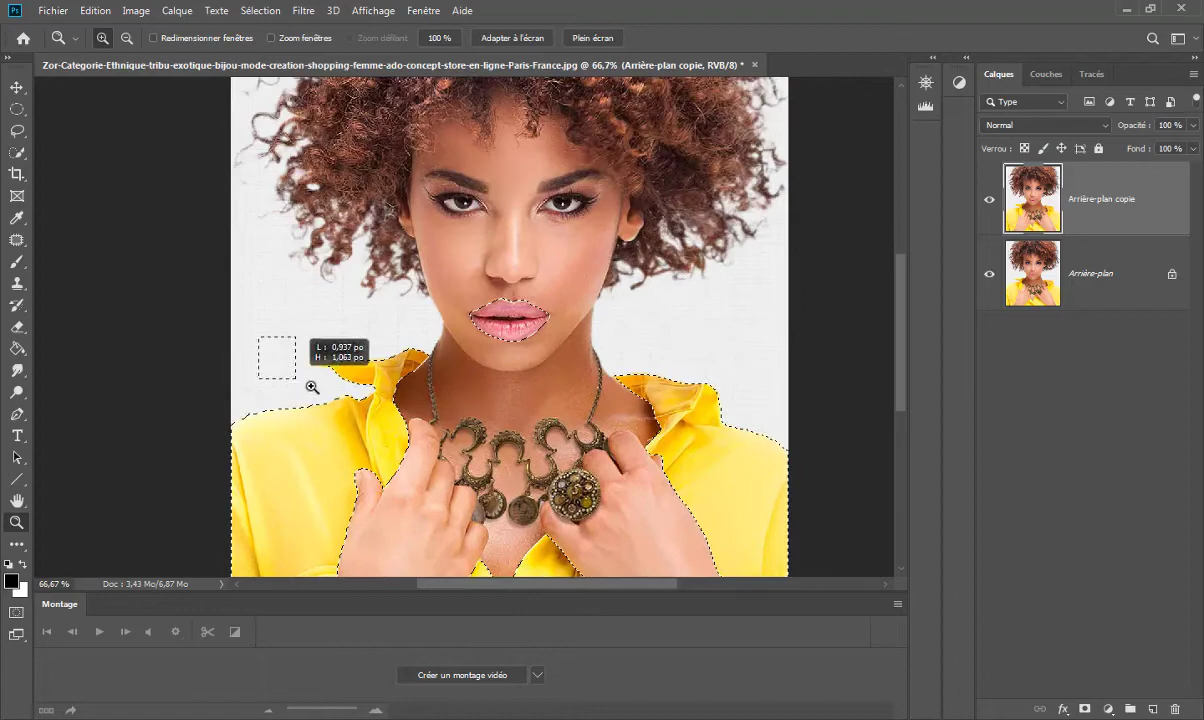 Ps Fichier Edition Image Calque Texte Sélection Filtre 3D Affichage Fenêtre Aide
Redimensionner fenêtres Zoom fenêtres Zoom défilant 100 % Adapter à l'écran Plein écran
Zor-Categorie-Ethnique-tribu-exotique-bijou-mode-creation-shopping-femme-ado-concept-store-en-ligne-Paris-France.jpg @ 66,7% (Arrière-plan copie, RVB/8) *
Calques Couches Tracés
Type
Normal Opacité : 100 %
Verrou : Fond : 100 %
Arrière-plan copie
Arrière-plan
L : 0,937 po
H : 1,063 po
66,67 % Doc : 3,43 Mo/6,87 Mo
Montage
Créer un montage vidéo
fx